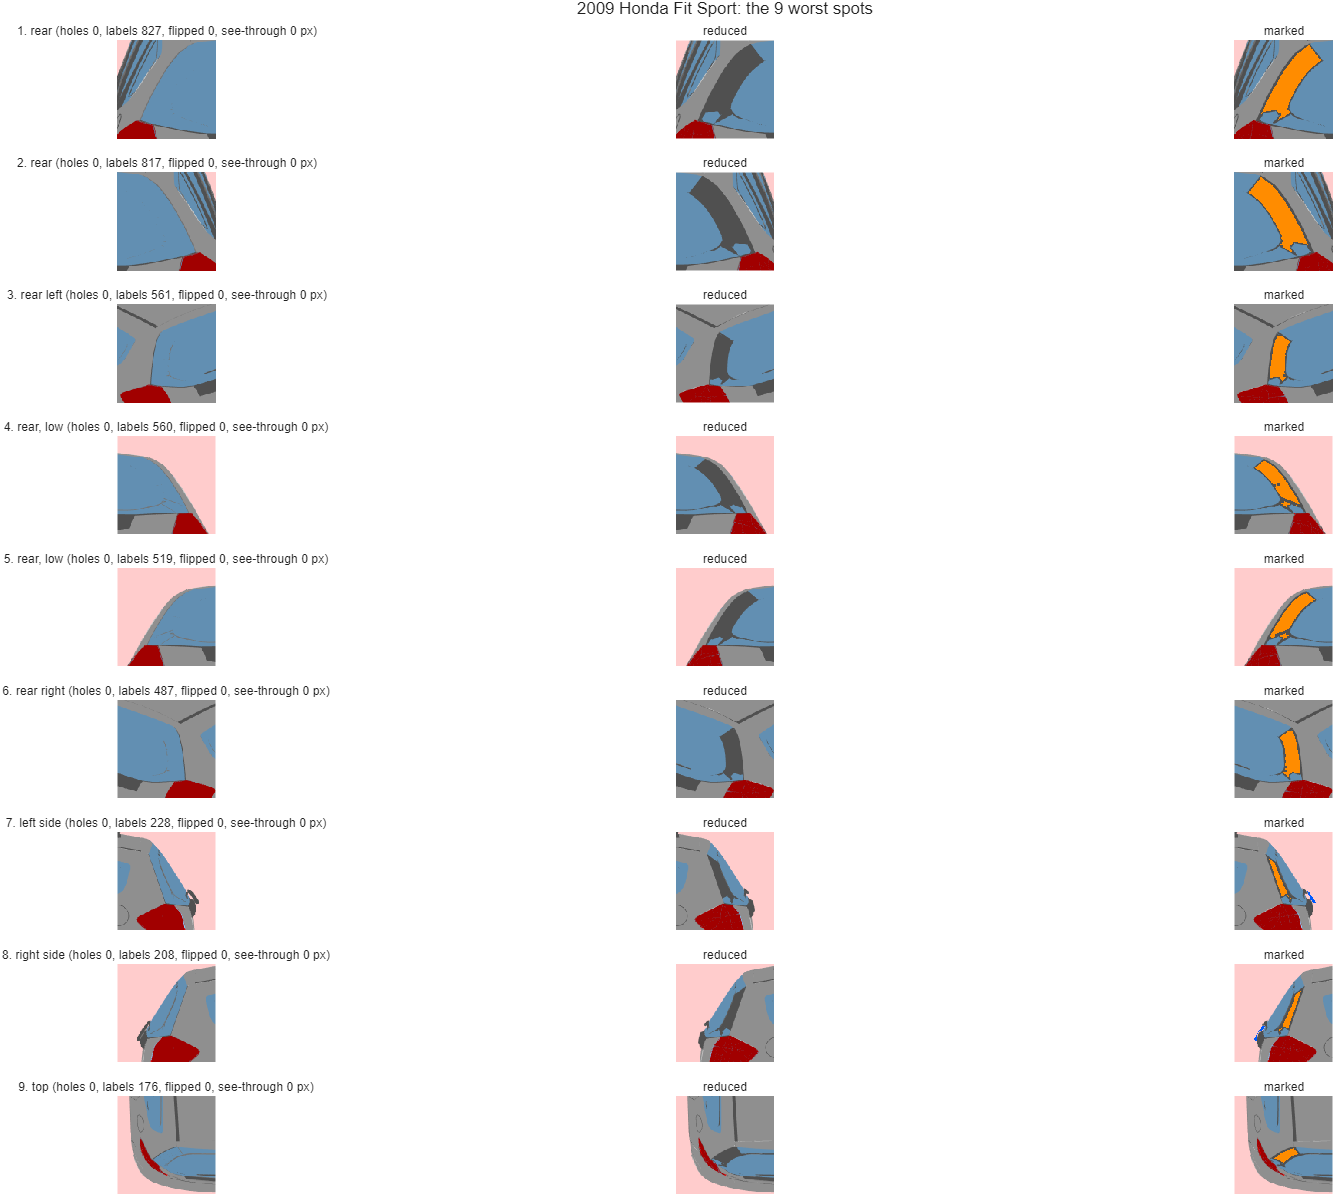 2009 Honda Fit Sport: the 9 worst spots
1. rear (holes 0, labels 827, flipped 0, see-through 0 px) reduced marked
2. rear (holes 0, labels 817, flipped 0, see-through 0 px) reduced marked
3. rear left (holes 0, labels 561, flipped 0, see-through 0 px) reduced marked
4. rear, low (holes 0, labels 560, flipped 0, see-through 0 px) reduced marked
5. rear, low (holes 0, labels 519, flipped 0, see-through 0 px) reduced marked
6. rear right (holes 0, labels 487, flipped 0, see-through 0 px) reduced marked
7. left side (holes 0, labels 228, flipped 0, see-through 0 px) reduced marked
8. right side (holes 0, labels 208, flipped 0, see-through 0 px) reduced marked
9. top (holes 0, labels 176, flipped 0, see-through 0 px) reduced marked